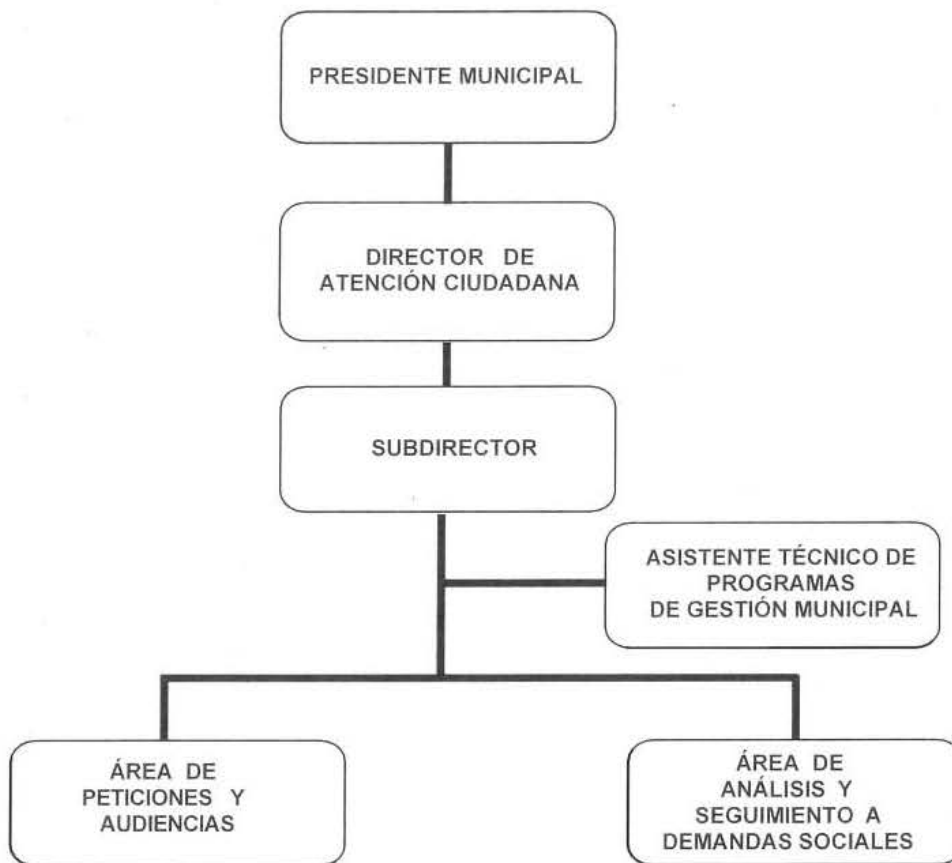 PRESIDENTE MUNICIPAL
DIRECTOR DE
ATENCIÓN CIUDADANA
SUBDIRECTOR
ASISTENTE TÉCNICO DE
PROGRAMAS
DE GESTIÓN MUNICIPAL
ÁREA DE
PETICIONES Y
AUDIENCIAS
ÁREA DE
ANÁLISIS Y
SEGUIMIENTO A
DEMANDAS SOCIALES